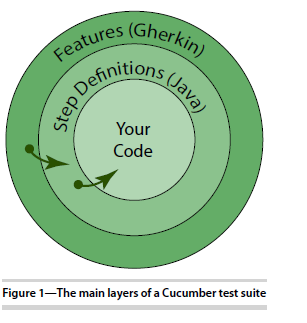 Features (Gherkin)
Step Definitions (Java)
Your
Code
Figure 1—The main layers of a Cucumber test suite